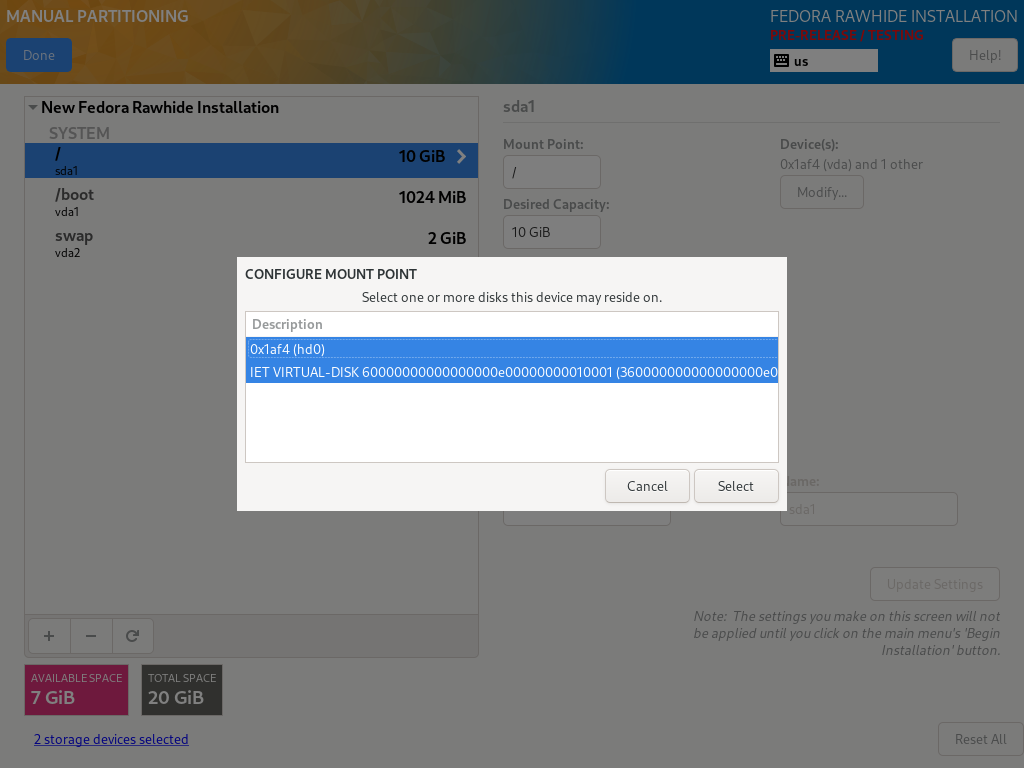 MANUAL PARTITIONING
FEDORA RAWHIDE INSTALLATION
PRE-RELEASE / TESTING
Done
us
Help!
New Fedora Rawhide Installation
SYSTEM
/
10 GiB
sda1
/boot
1024 MiB
vda1
swap
2 GiB
vda2
sda1
Mount Point:
/
Desired Capacity:
10 GiB
Device(s):
0x1af4 (vda) and 1 other
Modify...
CONFIGURE MOUNT POINT
Select one or more disks this device may reside on.
Description
0x1af4 (hd0)
IET VIRTUAL-DISK 60000000000000000e00000000010001 (360000000000000000e0
Cancel
Select
Name:
sda1
Update Settings
Note: The settings you make on this screen will not
be applied until you click on the main menu's 'Begin
Installation' button.
AVAILABLE SPACE
7 GiB
TOTAL SPACE
20 GiB
2 storage devices selected
Reset All